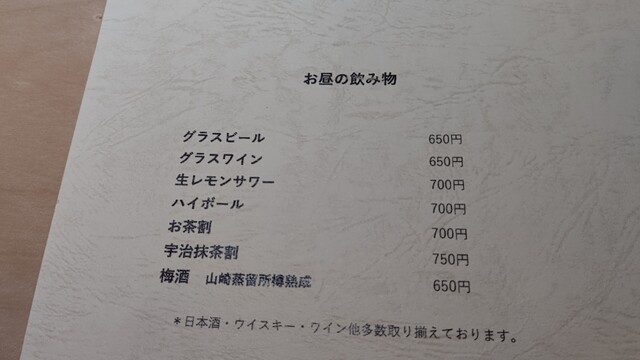 お昼の飲み物
グラスビール 650円
グラスワイン 650円
生レモンサワー 700円
ハイボール 700円
お茶割 700円
宇治抹茶割 750円
梅酒 山崎蒸留所樽熟成 650円
*日本酒・ウイスキー・ワイン他多数取り揃えております。